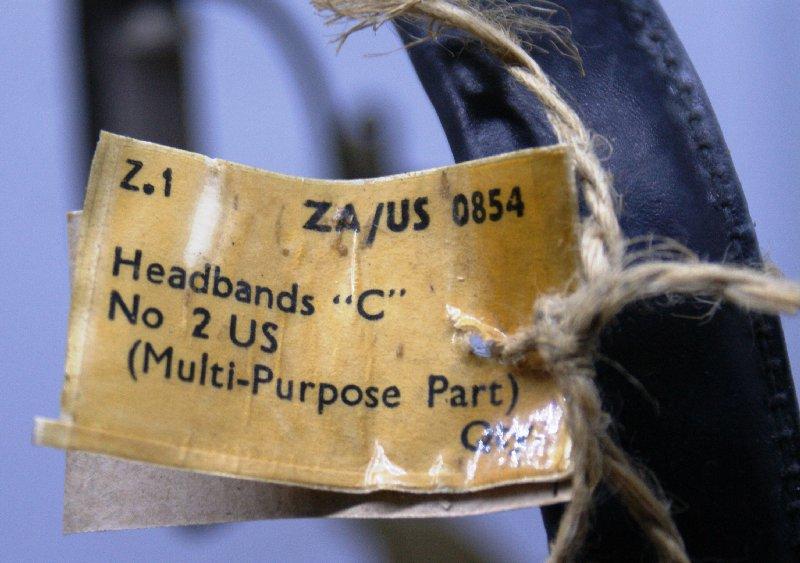 Z.1
ZA/US 0854
Headbands "C"
No 2 US
(Multi-Purpose Part)